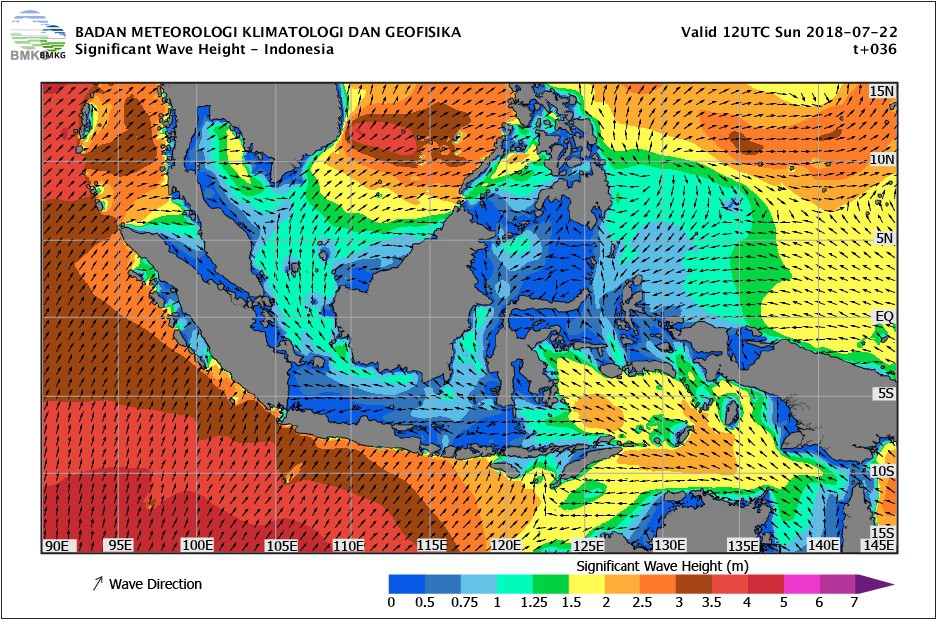 BMKG BMKG
BADAN METEOROLOGI KLIMATOLOGI DAN GEOFISIKA
Significant Wave Height – Indonesia
Valid 12UTC Sun 2018-07-22
t+036
15N
10N
5N
EQ
5S
10S
15S
90E 95E 100E 105E 110E 115E 120E 125E 130E 135E 140E 145E
Wave Direction
Significant Wave Height (m)
0 0.5 0.75 1 1.25 1.5 2 2.5 3 3.5 4 5 6 7